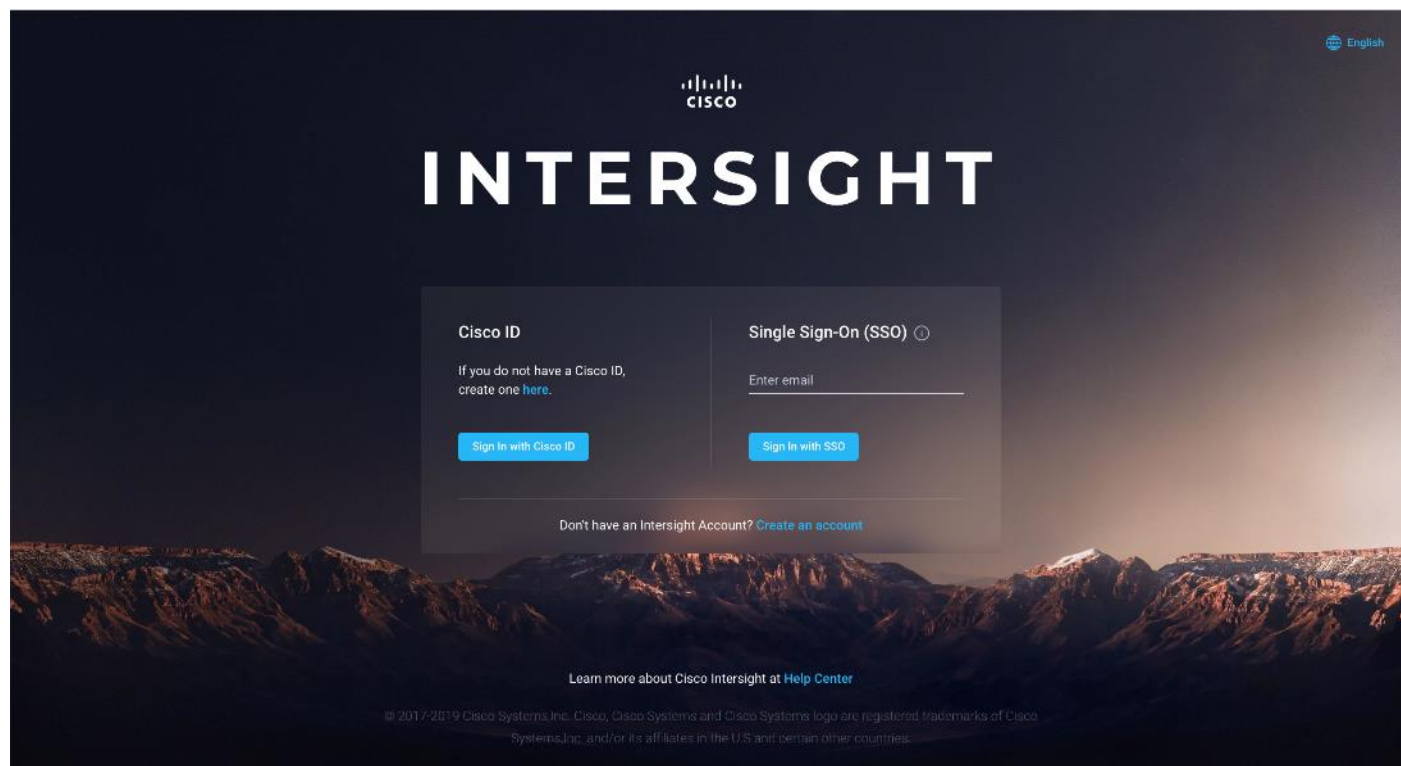 English
CISCO
INTERSIGHT
Cisco ID
If you do not have a Cisco ID,
create one here.
Sign In with Cisco ID
Single Sign-On (SSO)
Enter email
Sign In with SSO
Don't have an Intersight Account? Create an account
Learn more about Cisco Intersight at Help Center
© 2017-2019 Cisco Systems,Inc. Cisco, Cisco Systems and Cisco Systems logo are registered trademarks of Cisco
Systems,Inc. and/or its affiliates in the U.S and certain other countries.